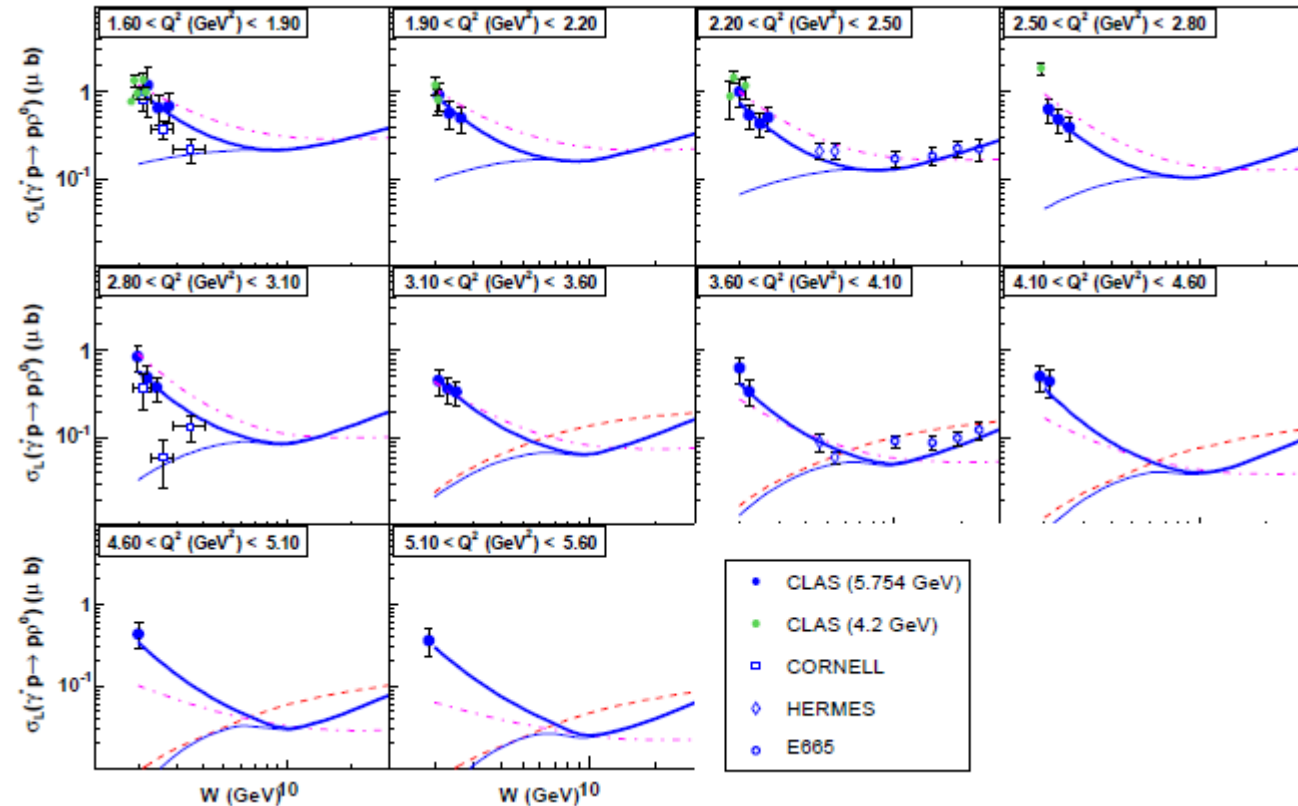 1.60 < Q² (GeV²) < 1.90
1.90 < Q² (GeV²) < 2.20
2.20 < Q² (GeV²) < 2.50
2.50 < Q² (GeV²) < 2.80
σL(γ*p→ pρ⁰) (μ b)
1
10⁻¹
2.80 < Q² (GeV²) < 3.10
3.10 < Q² (GeV²) < 3.60
3.60 < Q² (GeV²) < 4.10
4.10 < Q² (GeV²) < 4.60
σL(γ*p→ pρ⁰) (μ b)
1
10⁻¹
4.60 < Q² (GeV²) < 5.10
5.10 < Q² (GeV²) < 5.60
σL(γ*p→ pρ⁰) (μ b)
1
10⁻¹
CLAS (5.754 GeV)
CLAS (4.2 GeV)
CORNELL
HERMES
E665
W (GeV) 10
W (GeV) 10